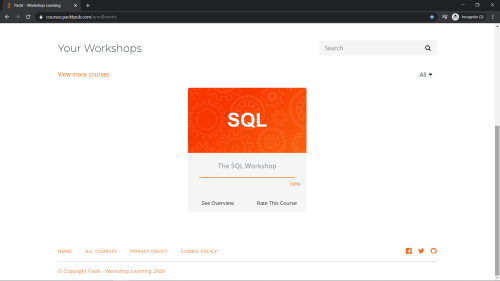 Packt - Workshop Learning
courses.packtpub.com/enrollments
Incognito (2)
Your Workshops
Search
View more courses
All
SQL
The SQL Workshop
100%
See Overview
Rate This Course
HOME
ALL COURSES
PRIVACY POLICY
COOKIE POLICY
© Copyright Packt - Workshop Learning 2020